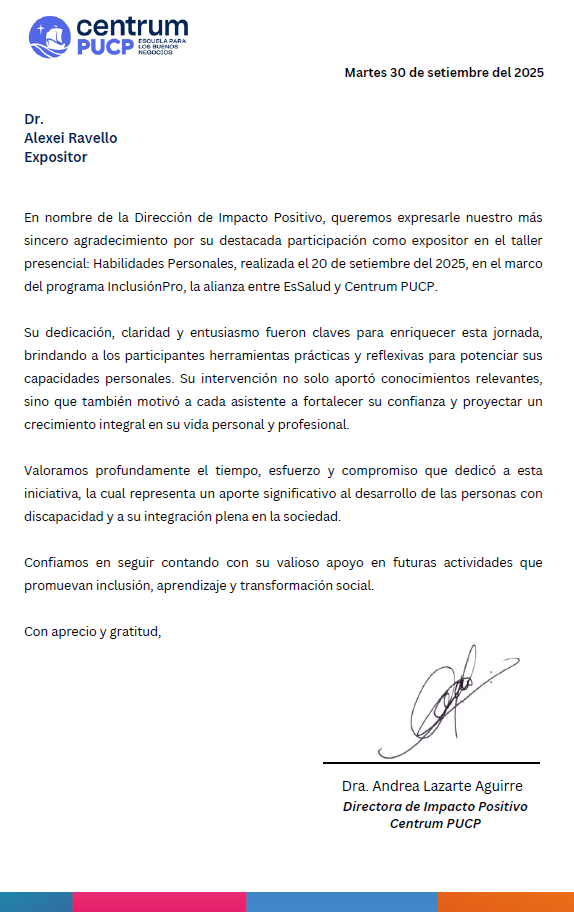 centrum
PUCP
ESCUELA PARA
LOS BUENOS
NEGOCIOS
Martes 30 de setiembre del 2025
Dr.
Alexei Ravello
Expositor
En nombre de la Dirección de Impacto Positivo, queremos expresarle nuestro más
sincero agradecimiento por su destacada participación como expositor en el taller
presencial: Habilidades Personales, realizada el 20 de setiembre del 2025, en el marco
del programa InclusiónPro, la alianza entre EsSalud y Centrum PUCP.
Su dedicación, claridad y entusiasmo fueron claves para enriquecer esta jornada,
brindando a los participantes herramientas prácticas y reflexivas para potenciar sus
capacidades personales. Su intervención no solo aportó conocimientos relevantes,
sino que también motivó a cada asistente a fortalecer su confianza y proyectar un
crecimiento integral en su vida personal y profesional.
Valoramos profundamente el tiempo, esfuerzo y compromiso que dedicó a esta
iniciativa, la cual representa un aporte significativo al desarrollo de las personas con
discapacidad y a su integración plena en la sociedad.
Confiamos en seguir contando con su valioso apoyo en futuras actividades que
promuevan inclusión, aprendizaje y transformación social.
Con aprecio y gratitud,
Dra. Andrea Lazarte Aguirre
Directora de Impacto Positivo
Centrum PUCP